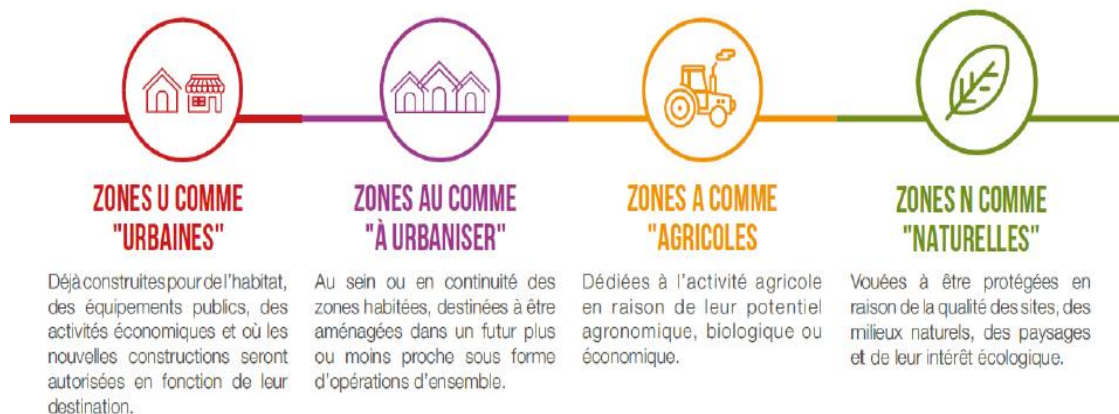 ZONES U COMME
"URBAINES"
Déjà construites pour de l'habitat,
des équipements publics, des
activités économiques et où les
nouvelles constructions seront
autorisées en fonction de leur
destination.
ZONES AU COMME
"À URBANISER"
Au sein ou en continuité des
zones habitées, destinées à être
aménagées dans un futur plus
ou moins proche sous forme
d'opérations d'ensemble.
ZONES A COMME
"AGRICOLES
Dédiées à l'activité agricole
en raison de leur potentiel
agronomique, biologique ou
économique.
ZONES N COMME
"NATURELLES"
Vouées à être protégées en
raison de la qualité des sites, des
milieux naturels, des paysages
et de leur intérêt écologique.